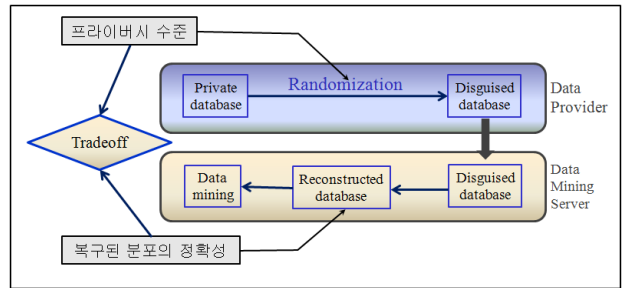 프라이버시 수준
Private
database
Randomization
Disguised
database
Data
Provider
Tradeoff
Data
mining
Reconstructed
database
Disguised
database
Data
Mining
Server
복구된 분포의 정확성